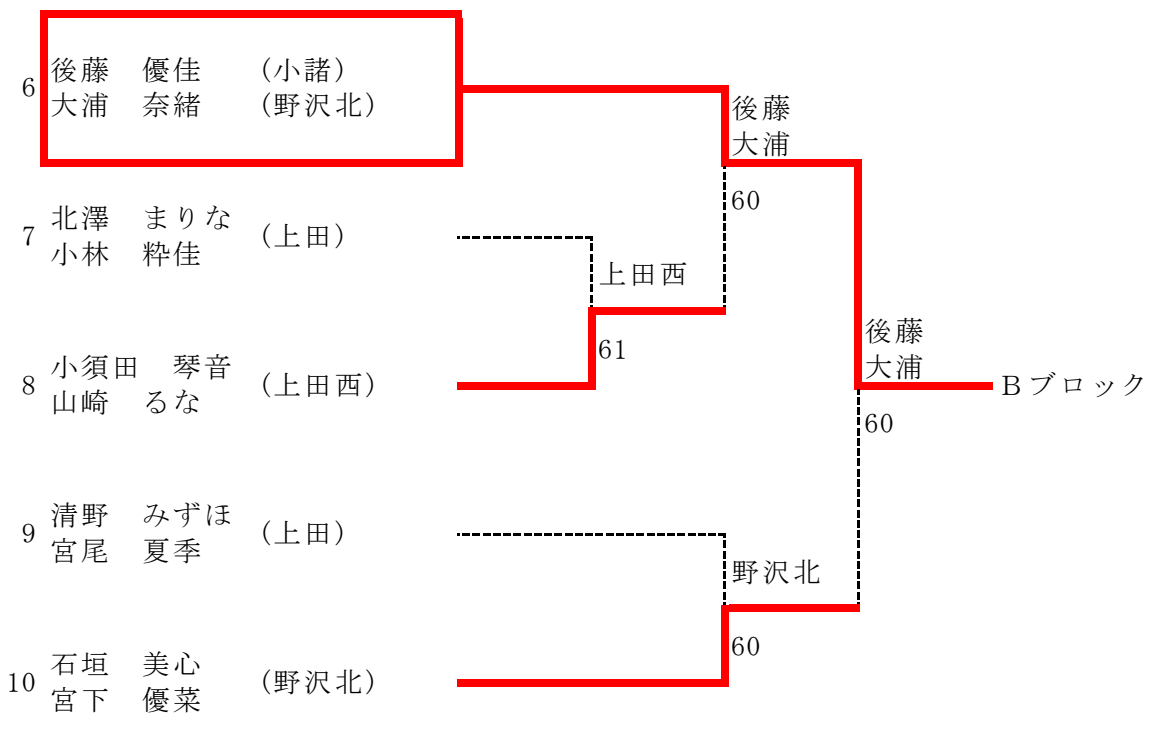 6 後藤　優佳　（小諸）
大浦　奈緒　（野沢北）
後藤
大浦
60
7 北澤　まりな （上田）
小林　粋佳
上田西
61
8 小須田　琴音 （上田西）
山崎　るな
後藤
大浦
Ｂブロック
60
9 清野　みずほ （上田）
宮尾　夏季
野沢北
60
10 石垣　美心 （野沢北）
宮下　優菜